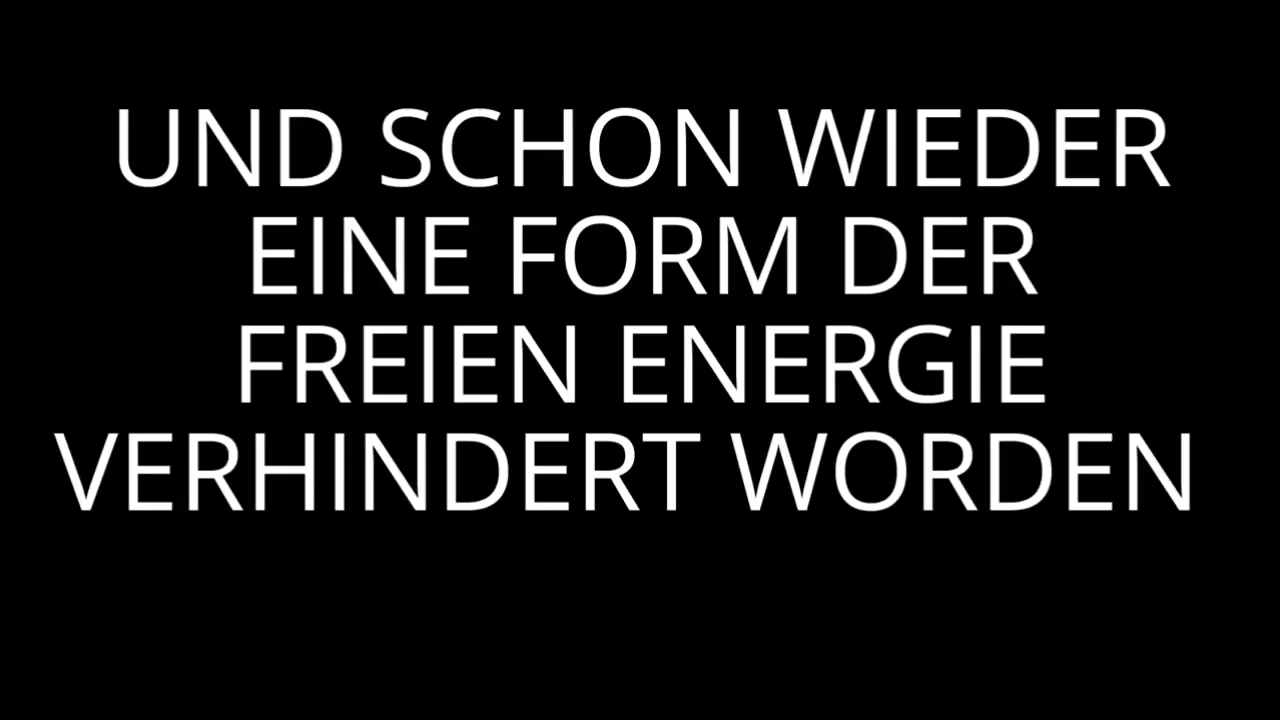 UND SCHON WIEDER
EINE FORM DER
FREIEN ENERGIE
VERHINDERT WORDEN